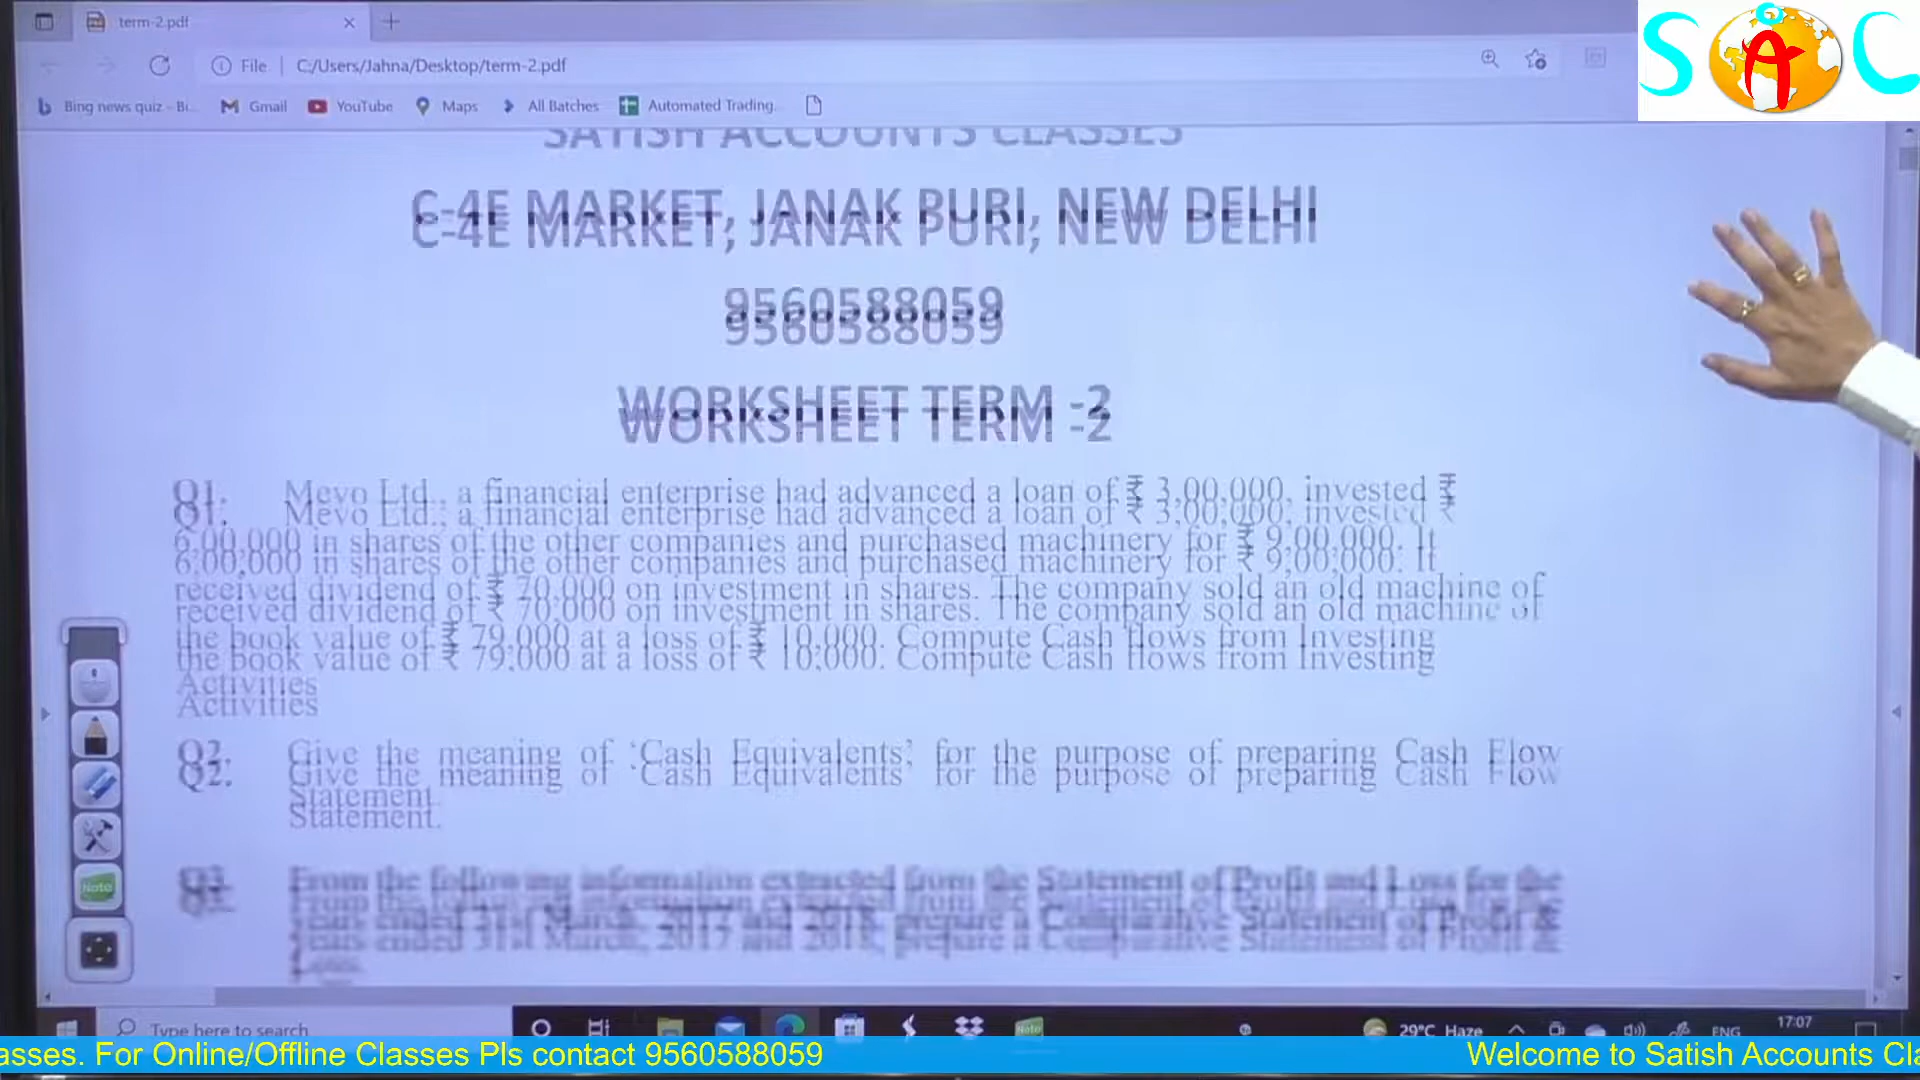 term-2.pdf
SAC
File C:/Users/Jahna/Desktop/term-2.pdf
Bing news quiz - Bi... Gmail YouTube Maps All Batches Automated Trading...
SATISH ACCOUNTS CLASSES
C-4E MARKET, JANAK PURI, NEW DELHI
9560588059
WORKSHEET TERM -2
Q1. Mevo Ltd., a financial enterprise had advanced a loan of ₹ 3,00,000, invested ₹
6,00,000 in shares of the other companies and purchased machinery for ₹ 9,00,000. It
received dividend of ₹ 70,000 on investment in shares. The company sold an old machine of
the book value of ₹ 79,000 at a loss of ₹ 10,000. Compute Cash flows from Investing
Activities
Q2. Give the meaning of ‘Cash Equivalents’ for the purpose of preparing Cash Flow
Statement.
From the following information extracted from the Statement of Profit and Loss for the
years ended 31st March, 2017 and 2018, prepare a Comparative Statement of Profit &
Loss.
Note
Type here to search
Note
29°C Haze ENG 17:07
asses. For Online/Offline Classes Pls contact 9560588059 Welcome to Satish Accounts Cla